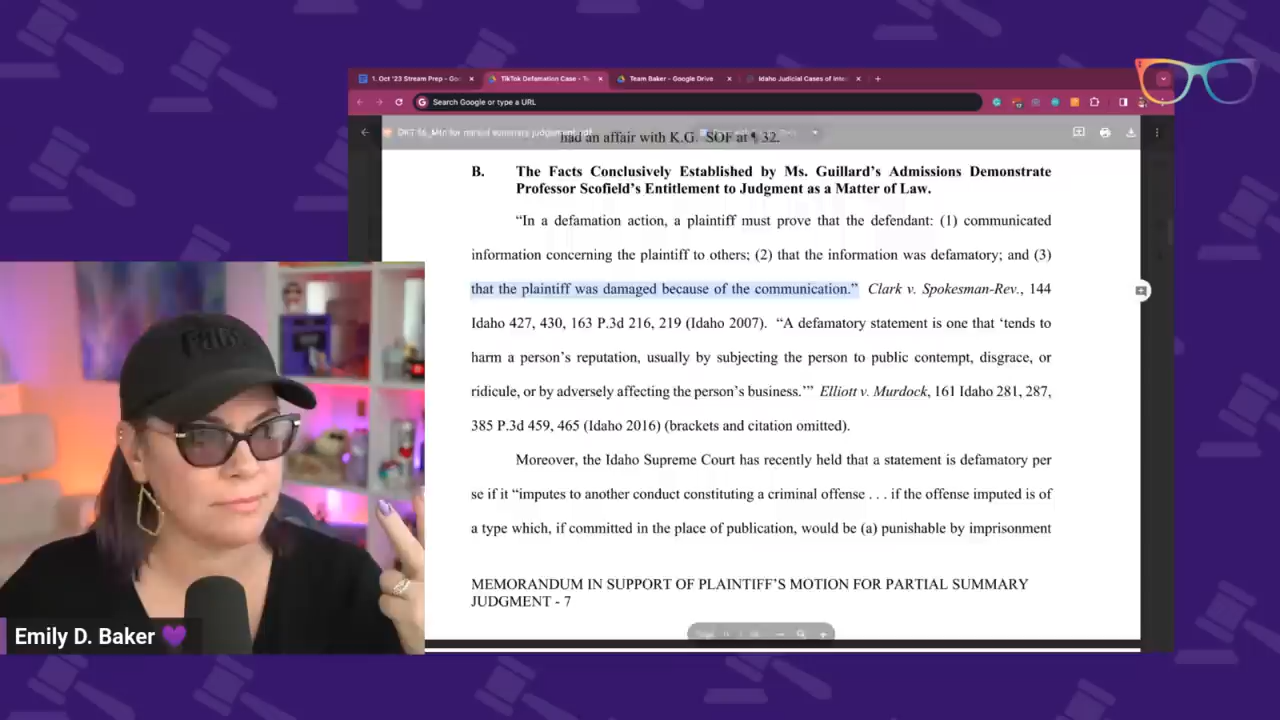 1. Oct '23 Stream Prep - Go
TikTok Defamation Case - T
Team Baker - Google Drive
Idaho Judicial Cases of Inte
Search Google or type a URL
had an affair with K.G. SOF at ¶ 32.
B. The Facts Conclusively Established by Ms. Guillard's Admissions Demonstrate
Professor Scofield's Entitlement to Judgment as a Matter of Law.
“In a defamation action, a plaintiff must prove that the defendant: (1) communicated
information concerning the plaintiff to others; (2) that the information was defamatory; and (3)
that the plaintiff was damaged because of the communication.” Clark v. Spokesman-Rev., 144
Idaho 427, 430, 163 P.3d 216, 219 (Idaho 2007). “A defamatory statement is one that ‘tends to
harm a person’s reputation, usually by subjecting the person to public contempt, disgrace, or
ridicule, or by adversely affecting the person’s business.’” Elliott v. Murdock, 161 Idaho 281, 287,
385 P.3d 459, 465 (Idaho 2016) (brackets and citation omitted).
Moreover, the Idaho Supreme Court has recently held that a statement is defamatory per
se if it “imputes to another conduct constituting a criminal offense . . . if the offense imputed is of
a type which, if committed in the place of publication, would be (a) punishable by imprisonment
MEMORANDUM IN SUPPORT OF PLAINTIFF’S MOTION FOR PARTIAL SUMMARY
JUDGMENT - 7
Emily D. Baker 💜